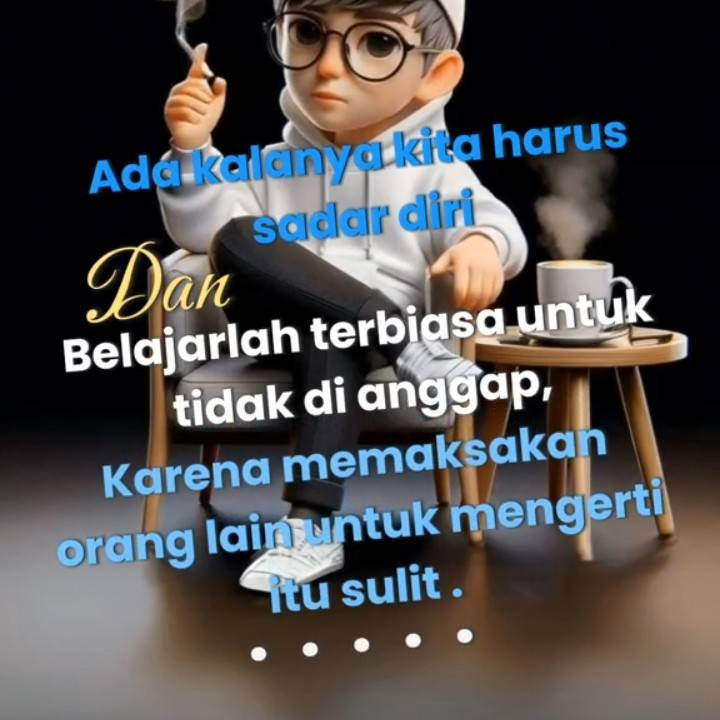 Ada kalanya kita harus
sadar diri
Dan
Belajarlah terbiasa untuk
tidak di anggap,
Karena memaksakan
orang lain untuk mengerti
itu sulit .
• • • • •